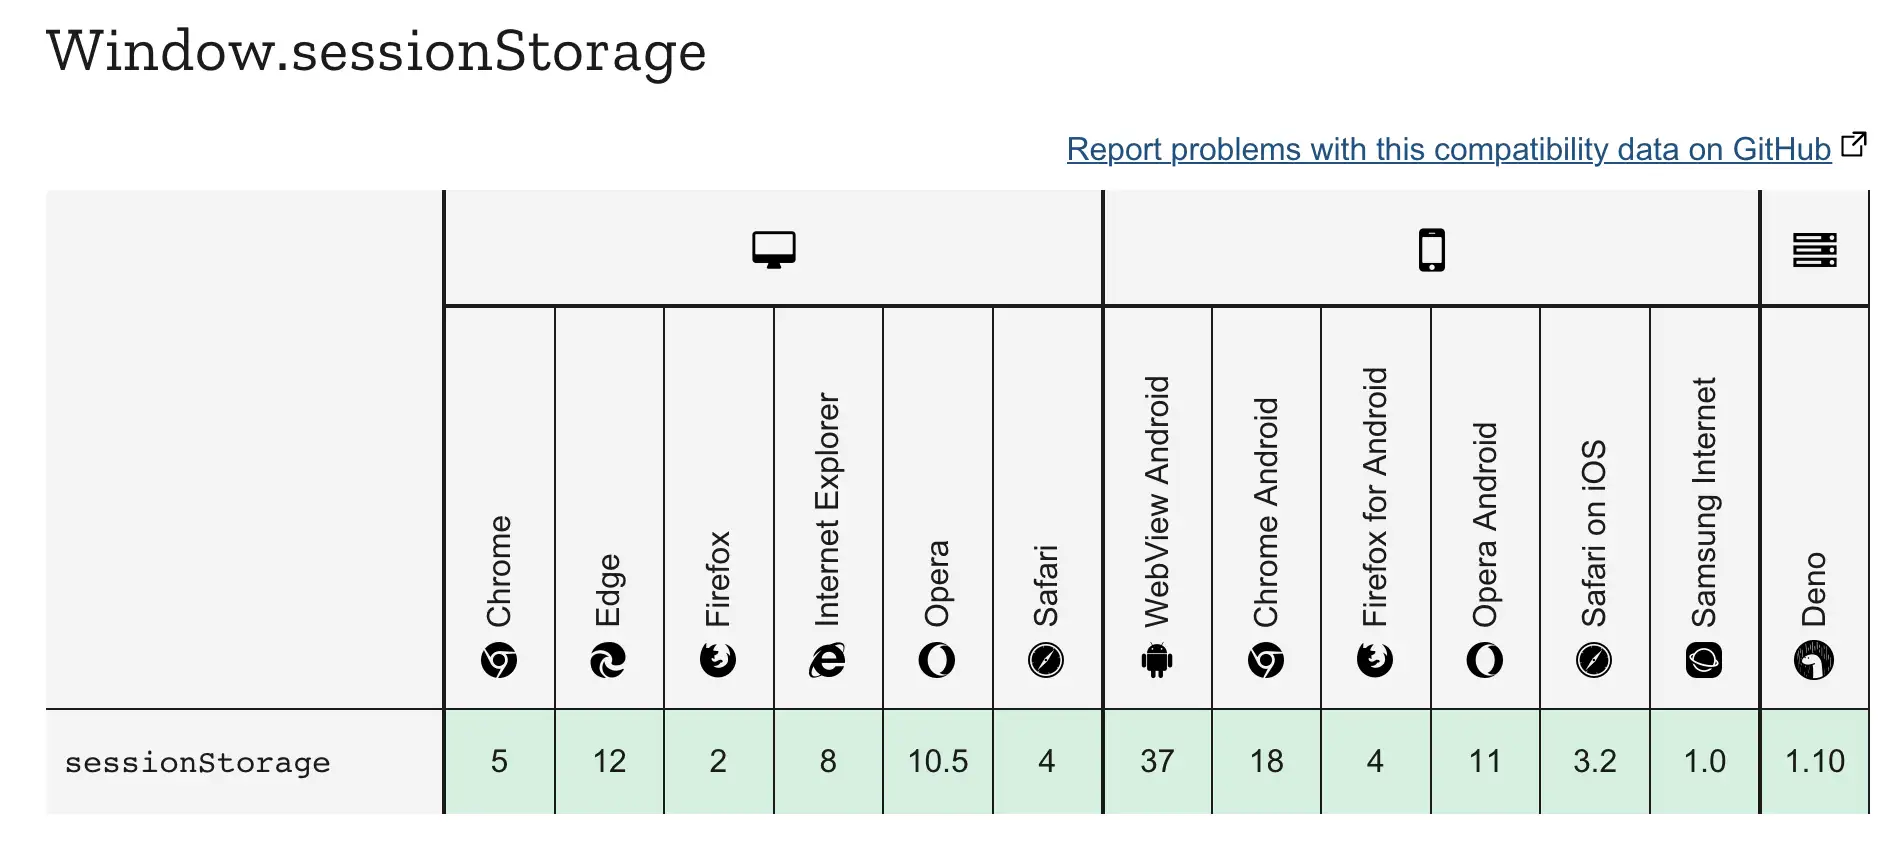 Window.sessionStorage
Report problems with this compatibility data on GitHub
Chrome
Edge
Firefox
Internet Explorer
Opera
Safari
WebView Android
Chrome Android
Firefox for Android
Opera Android
Safari on iOS
Samsung Internet
Deno
sessionStorage 5 12 2 8 10.5 4 37 18 4 11 3.2 1.0 1.10